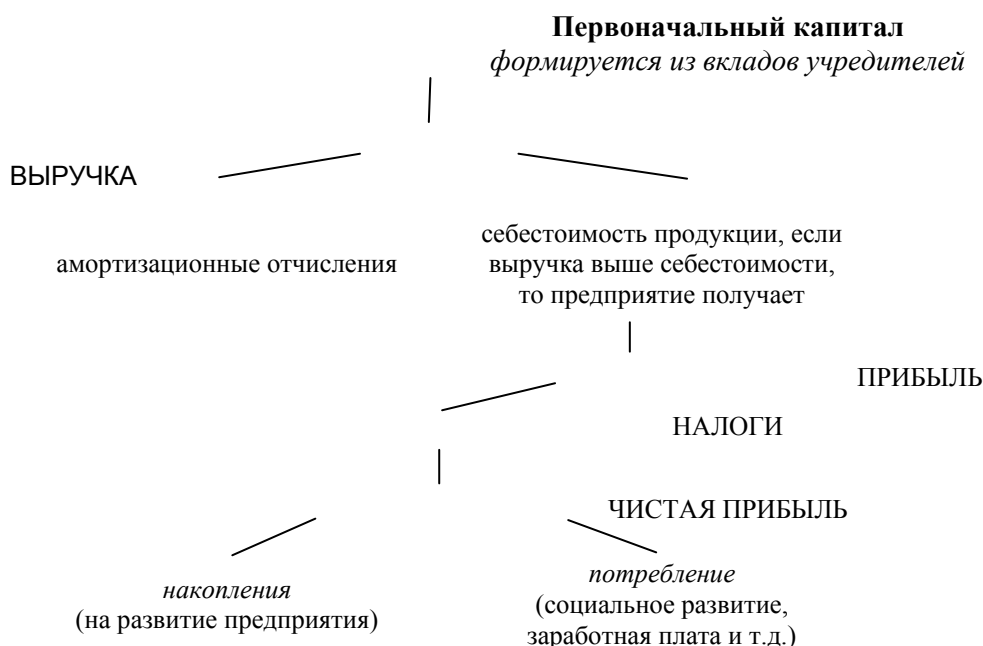 Первоначальный капитал
формируется из вкладов учредителей
ВЫРУЧКА
амортизационные отчисления
себестоимость продукции, если
выручка выше себестоимости,
то предприятие получает
ПРИБЫЛЬ
НАЛОГИ
ЧИСТАЯ ПРИБЫЛЬ
накопления
(на развитие предприятия)
потребление
(социальное развитие,
заработная плата и т.д.)